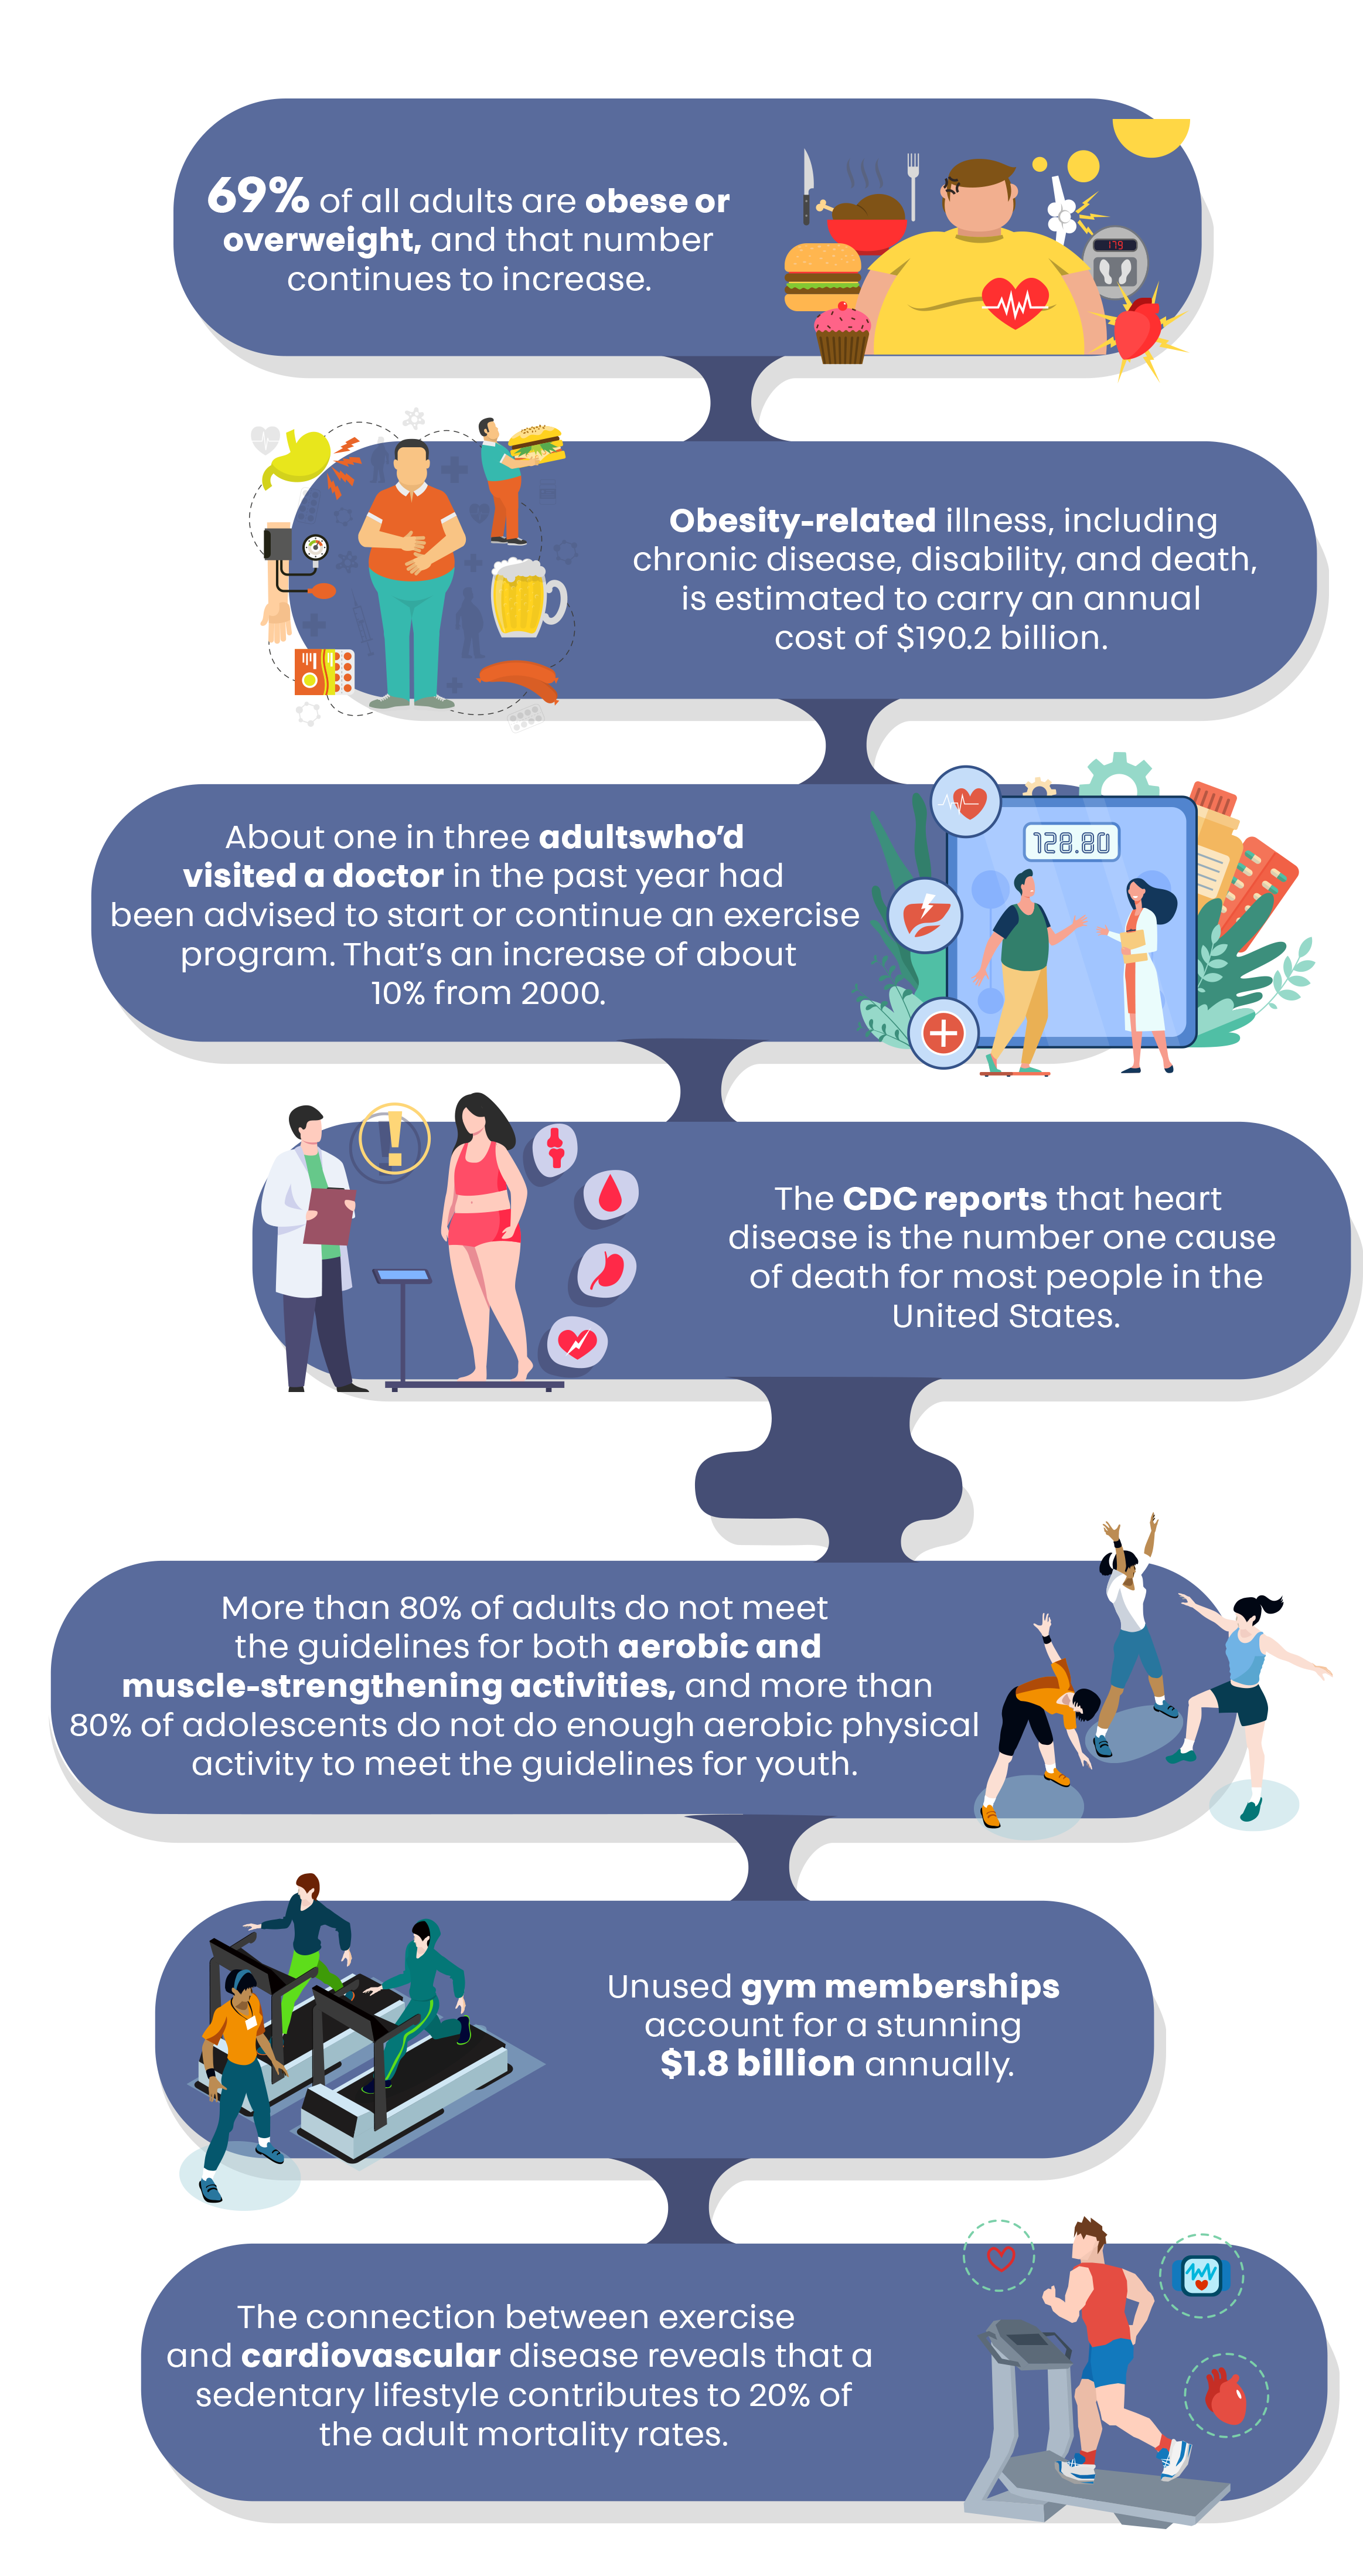 69% of all adults are obese or
overweight, and that number
continues to increase.
179
Obesity-related illness, including
chronic disease, disability, and death,
is estimated to carry an annual
cost of $190.2 billion.
About one in three adultswho’d
visited a doctor in the past year had
been advised to start or continue an exercise
program. That’s an increase of about
10% from 2000.
128.80
The CDC reports that heart
disease is the number one cause
of death for most people in the
United States.
More than 80% of adults do not meet
the guidelines for both aerobic and
muscle-strengthening activities, and more than
80% of adolescents do not do enough aerobic physical
activity to meet the guidelines for youth.
Unused gym memberships
account for a stunning
$1.8 billion annually.
The connection between exercise
and cardiovascular disease reveals that a
sedentary lifestyle contributes to 20% of
the adult mortality rates.